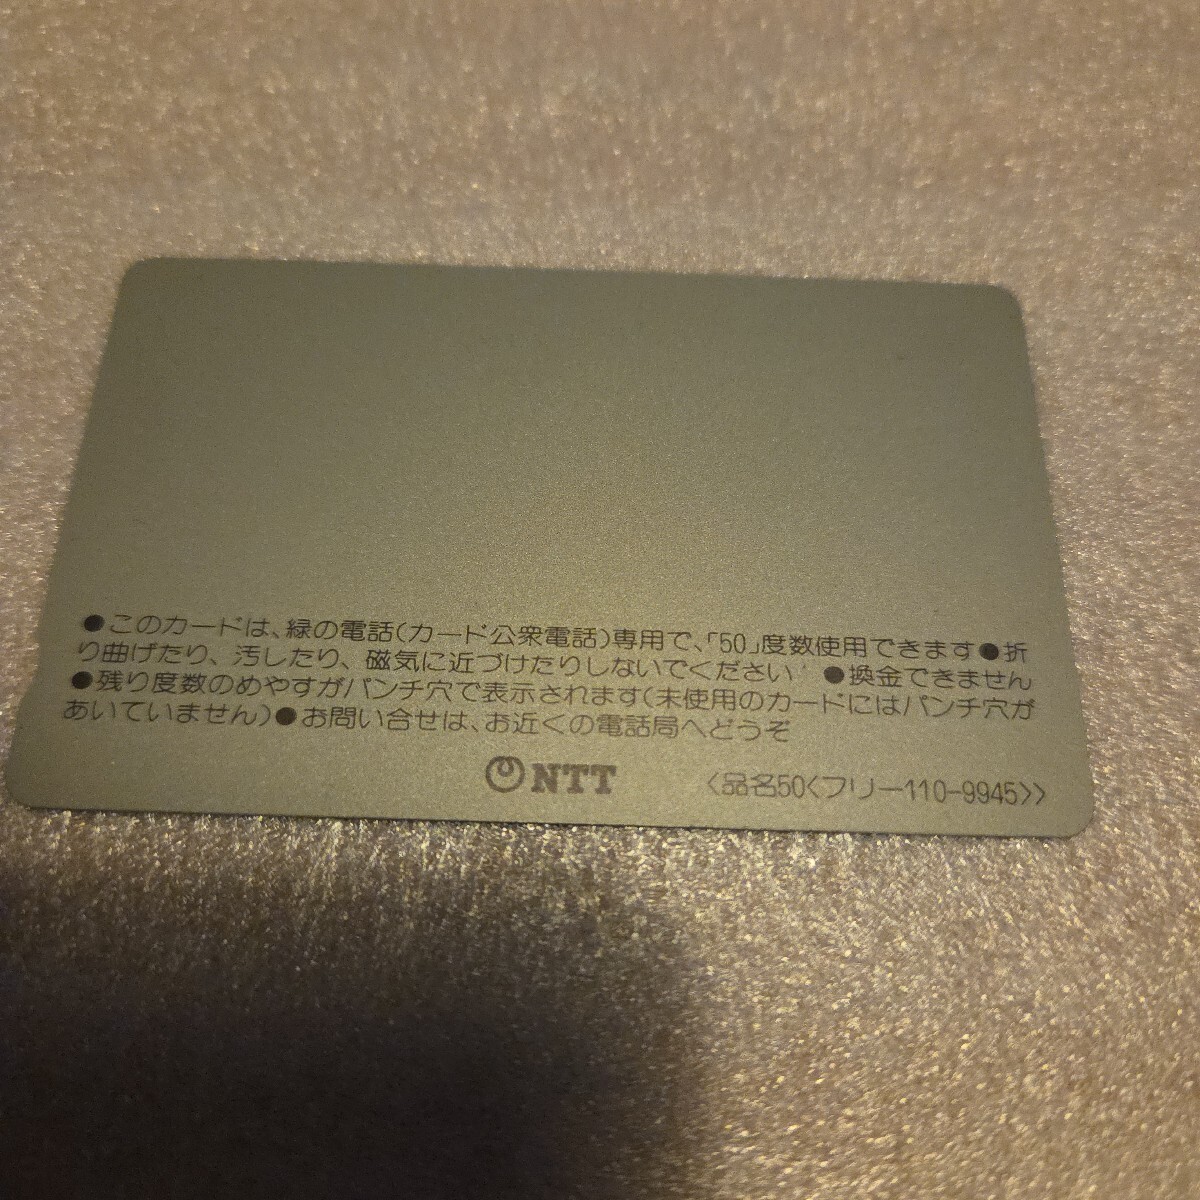 ●このカードは、緑の電話(カード公衆電話)専用で、「50」度数使用できます●折
り曲げたり、汚したり、磁気に近づけたりしないでください ●換金できません
●残り度数のめやすがパンチ穴で表示されます(未使用のカードにはパンチ穴が
あいていません)●お問い合せは、お近くの電話局へどうぞ
NTT 〈品名50〈フリー110-9945〉〉